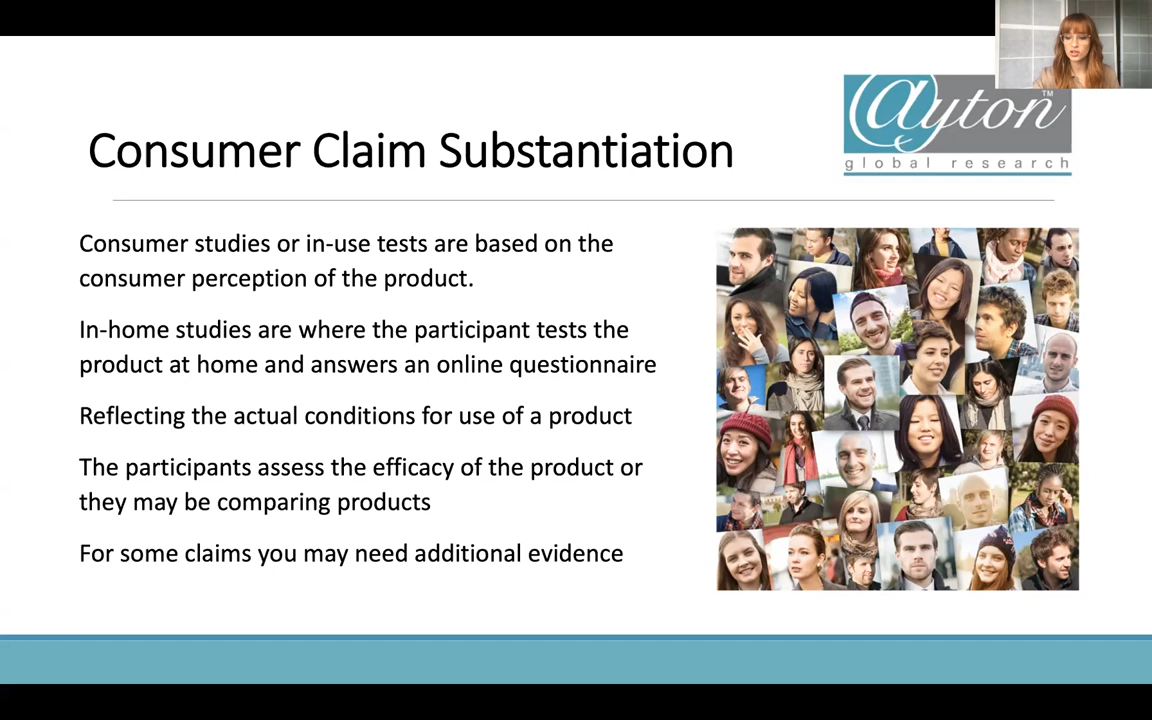 Consumer Claim Substantiation
@yton™
global research
Consumer studies or in-use tests are based on the
consumer perception of the product.
In-home studies are where the participant tests the
product at home and answers an online questionnaire
Reflecting the actual conditions for use of a product
The participants assess the efficacy of the product or
they may be comparing products
For some claims you may need additional evidence